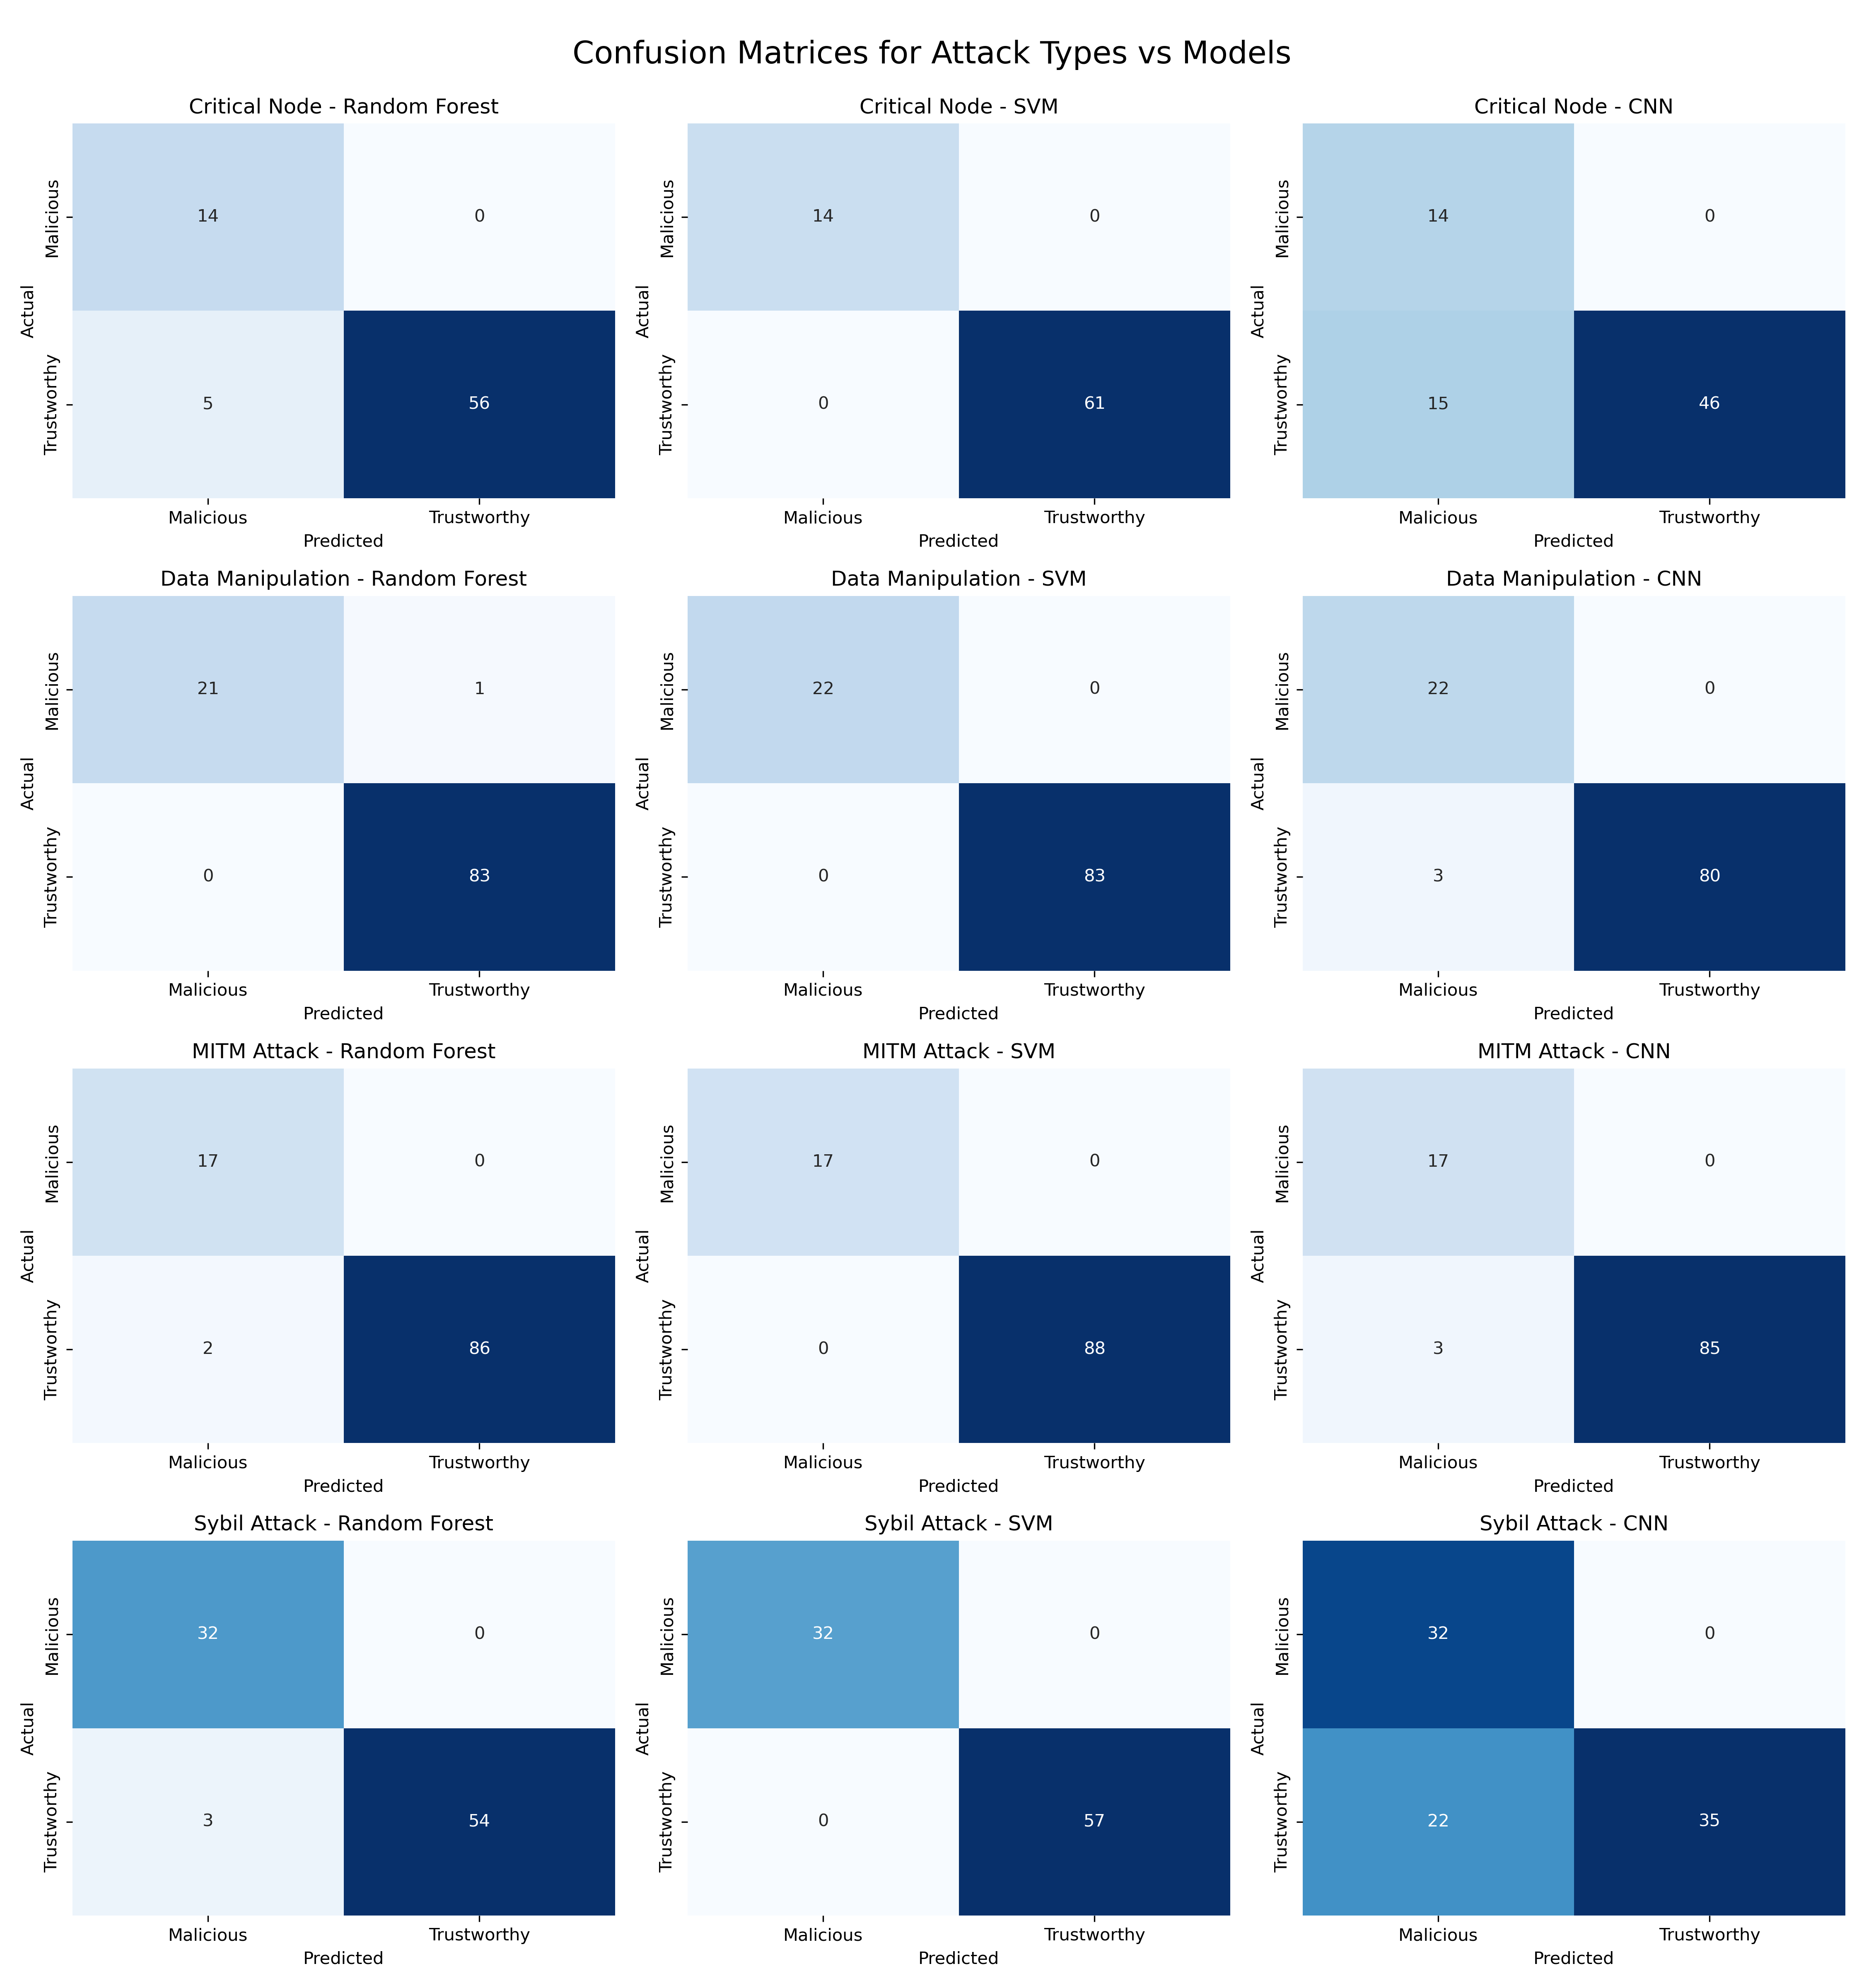 Confusion Matrices for Attack Types vs Models
Critical Node - Random Forest
Actual
Malicious
Trustworthy
14
0
5
56
Malicious
Trustworthy
Predicted
Critical Node - SVM
Actual
Malicious
Trustworthy
14
0
0
61
Malicious
Trustworthy
Predicted
Critical Node - CNN
Actual
Malicious
Trustworthy
14
0
15
46
Malicious
Trustworthy
Predicted
Data Manipulation - Random Forest
Actual
Malicious
Trustworthy
21
1
0
83
Malicious
Trustworthy
Predicted
Data Manipulation - SVM
Actual
Malicious
Trustworthy
22
0
0
83
Malicious
Trustworthy
Predicted
Data Manipulation - CNN
Actual
Malicious
Trustworthy
22
0
3
80
Malicious
Trustworthy
Predicted
MITM Attack - Random Forest
Actual
Malicious
Trustworthy
17
0
2
86
Malicious
Trustworthy
Predicted
MITM Attack - SVM
Actual
Malicious
Trustworthy
17
0
0
88
Malicious
Trustworthy
Predicted
MITM Attack - CNN
Actual
Malicious
Trustworthy
17
0
3
85
Malicious
Trustworthy
Predicted
Sybil Attack - Random Forest
Actual
Malicious
Trustworthy
32
0
3
54
Malicious
Trustworthy
Predicted
Sybil Attack - SVM
Actual
Malicious
Trustworthy
32
0
0
57
Malicious
Trustworthy
Predicted
Sybil Attack - CNN
Actual
Malicious
Trustworthy
32
0
22
35
Malicious
Trustworthy
Predicted